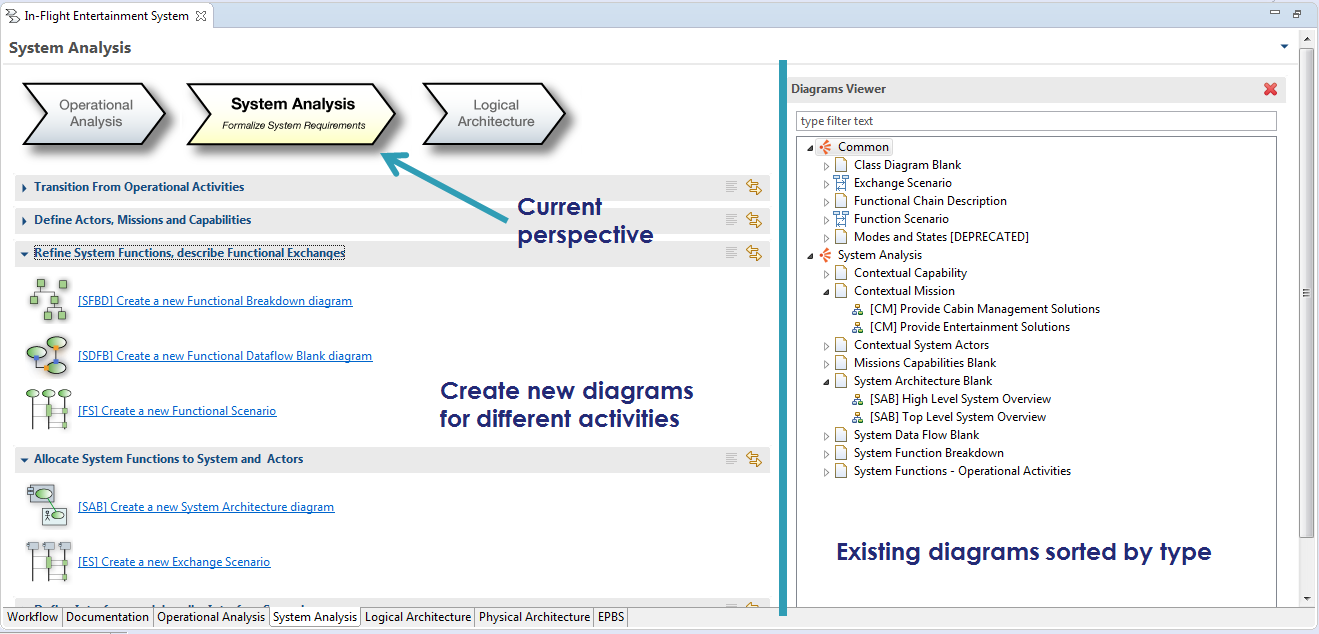 In-Flight Entertainment System
System Analysis
Operational
Analysis
System Analysis
Formalize System Requirements
Logical
Architecture
Transition From Operational Activities
Define Actors, Missions and Capabilities
Current
perspective
Refine System Functions, describe Functional Exchanges
[SFBD] Create a new Functional Breakdown diagram
[SDFB] Create a new Functional Dataflow Blank diagram
[FS] Create a new Functional Scenario
Create new diagrams
for different activities
Allocate System Functions to System and Actors
[SAB] Create a new System Architecture diagram
[ES] Create a new Exchange Scenario
Diagrams Viewer
type filter text
Common
Class Diagram Blank
Exchange Scenario
Functional Chain Description
Function Scenario
Modes and States [DEPRECATED]
System Analysis
Contextual Capability
Contextual Mission
[CM] Provide Cabin Management Solutions
[CM] Provide Entertainment Solutions
Contextual System Actors
Missions Capabilities Blank
System Architecture Blank
[SAB] High Level System Overview
[SAB] Top Level System Overview
System Data Flow Blank
System Function Breakdown
System Functions - Operational Activities
Existing diagrams sorted by type
Workflow Documentation Operational Analysis System Analysis Logical Architecture Physical Architecture EPBS